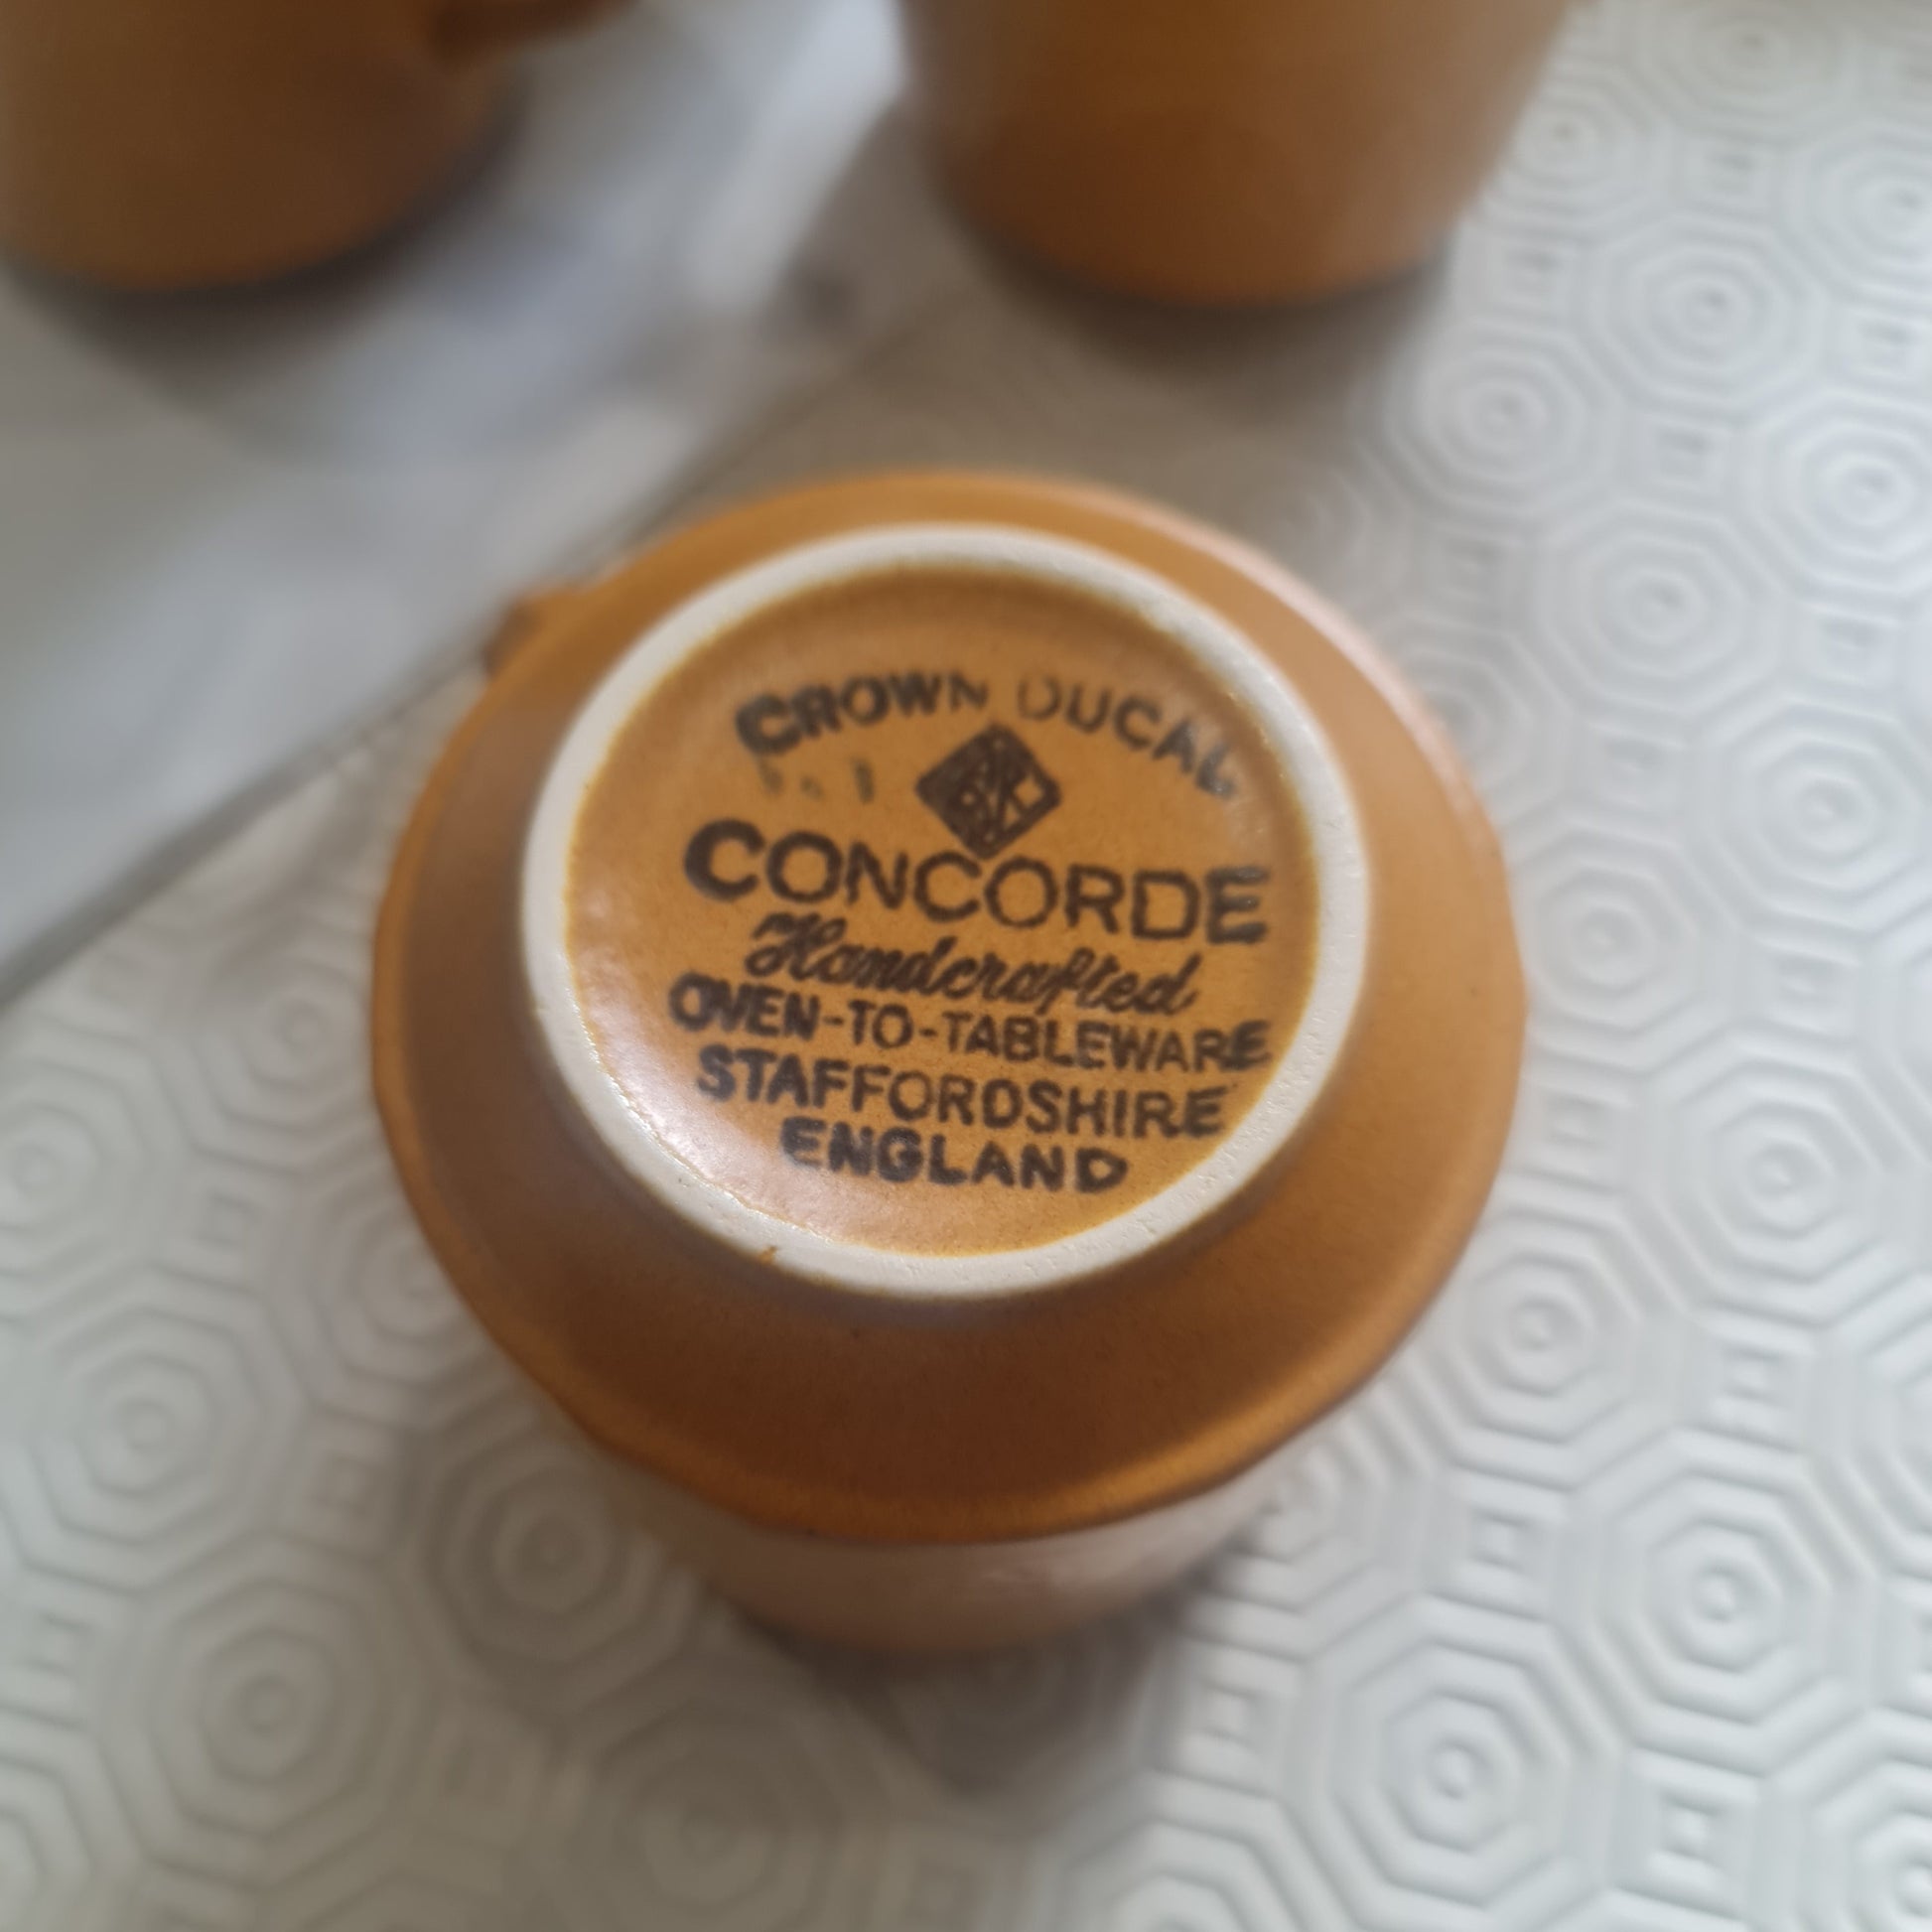 CROWN DUCAL
CONCORDE
Handcrafted
OVEN-TO-TABLEWARE
STAFFORDSHIRE
ENGLAND